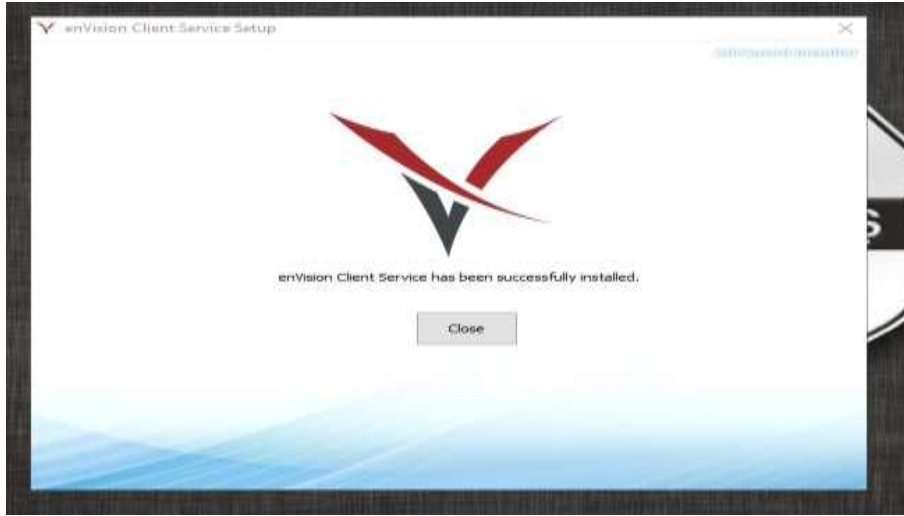 enVision Client Service Setup
enVision Client Service has been successfully installed.
Close